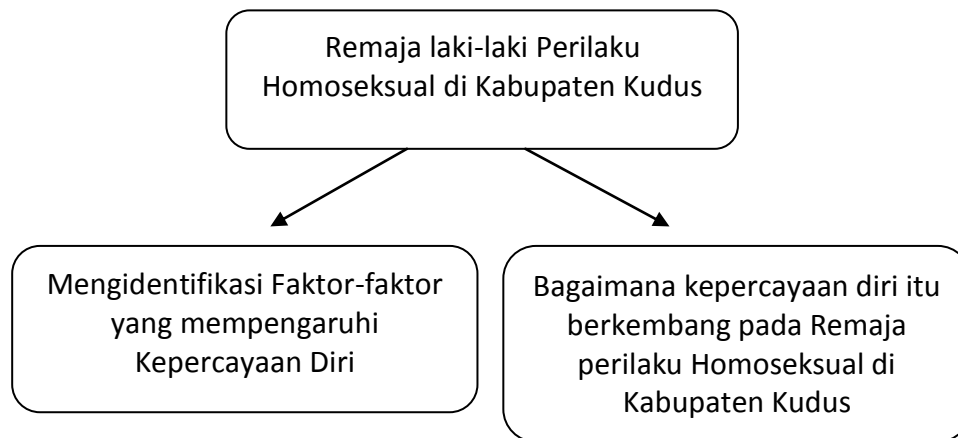 Remaja laki-laki Perilaku
Homoseksual di Kabupaten Kudus
Mengidentifikasi Faktor-faktor
yang mempengaruhi
Kepercayaan Diri
Bagaimana kepercayaan diri itu
berkembang pada Remaja
perilaku Homoseksual di
Kabupaten Kudus